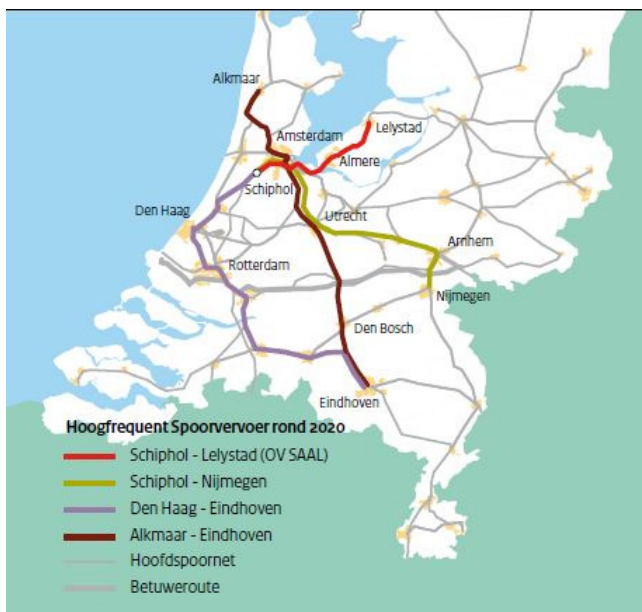 Alkmaar
Amsterdam
Lelystad
Almere
Schiphol
Den Haag
Utrecht
Arnhem
Rotterdam
Nijmegen
Den Bosch
Eindhoven
Hoogfrequent Spoorvervoer rond 2020
Schiphol - Lelystad (OV SAAL)
Schiphol - Nijmegen
Den Haag - Eindhoven
Alkmaar - Eindhoven
Hoofdspoornet
Betuweroute